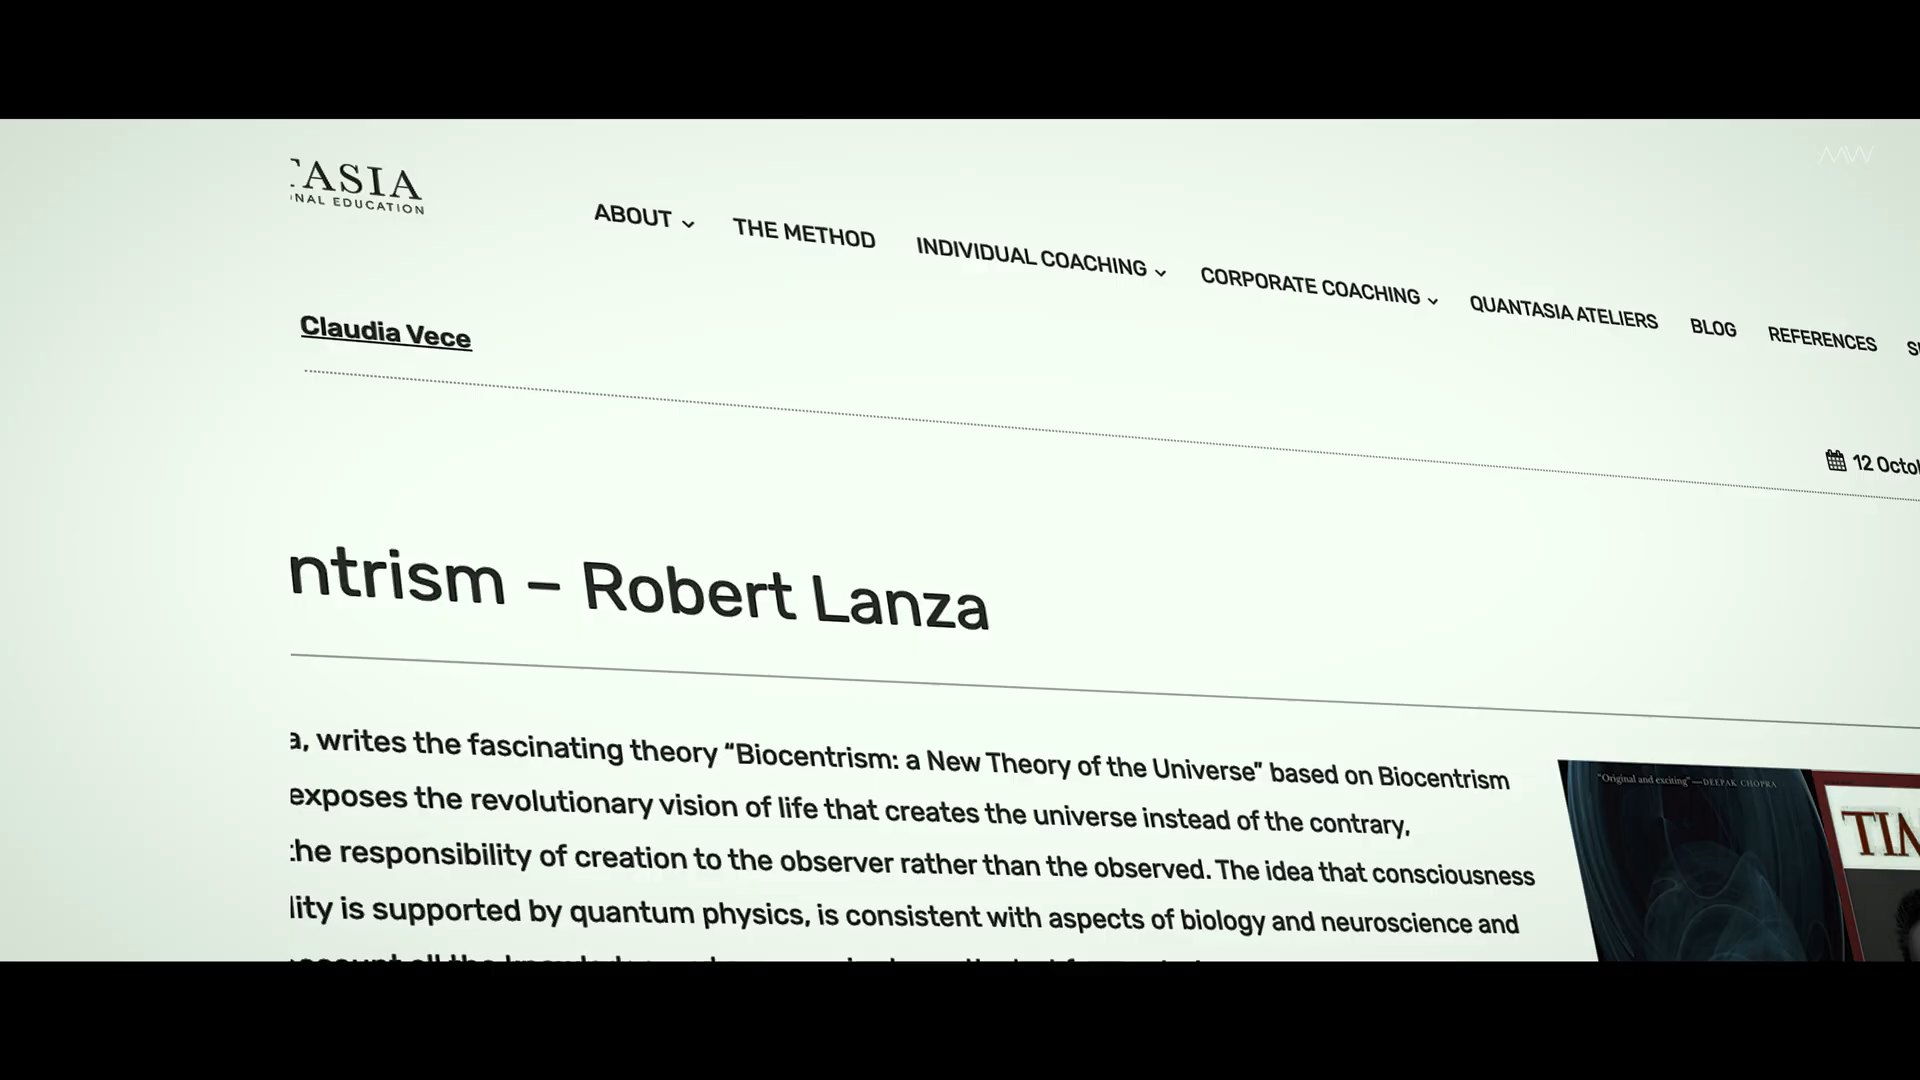 TASIA
NAL EDUCATION
ABOUT THE METHOD INDIVIDUAL COACHING CORPORATE COACHING QUANTASIA ATELIERS BLOG REFERENCES
MW
Claudia Vece
12 Octo
ntrism – Robert Lanza
a, writes the fascinating theory “Biocentrism: a New Theory of the Universe” based on Biocentrism
exposes the revolutionary vision of life that creates the universe instead of the contrary,
the responsibility of creation to the observer rather than the observed. The idea that consciousness
lity is supported by quantum physics, is consistent with aspects of biology and neuroscience and
“Original and exciting” —DEEPAK CHOPRA
TIM